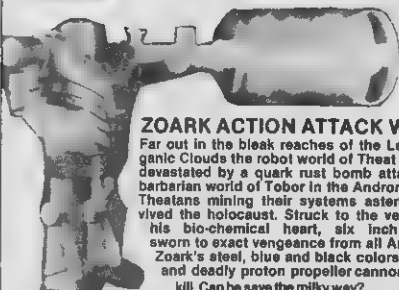 ZOARK ACTION ATTACK W
Far out in the bleak reaches of the Le
ganic Clouds the robot world of Theat
devastated by a quark rust bomb atta
barbarian world of Tobor in the Androm
Theatans mining their systems aster
vived the holocaust. Struck to the ve
his bio-chemical heart, six inch
sworn to exact vengeance from all An
Zoark's steel, blue and black colors
and deadly proton propeller cannon
kill. Can he save the milky way?